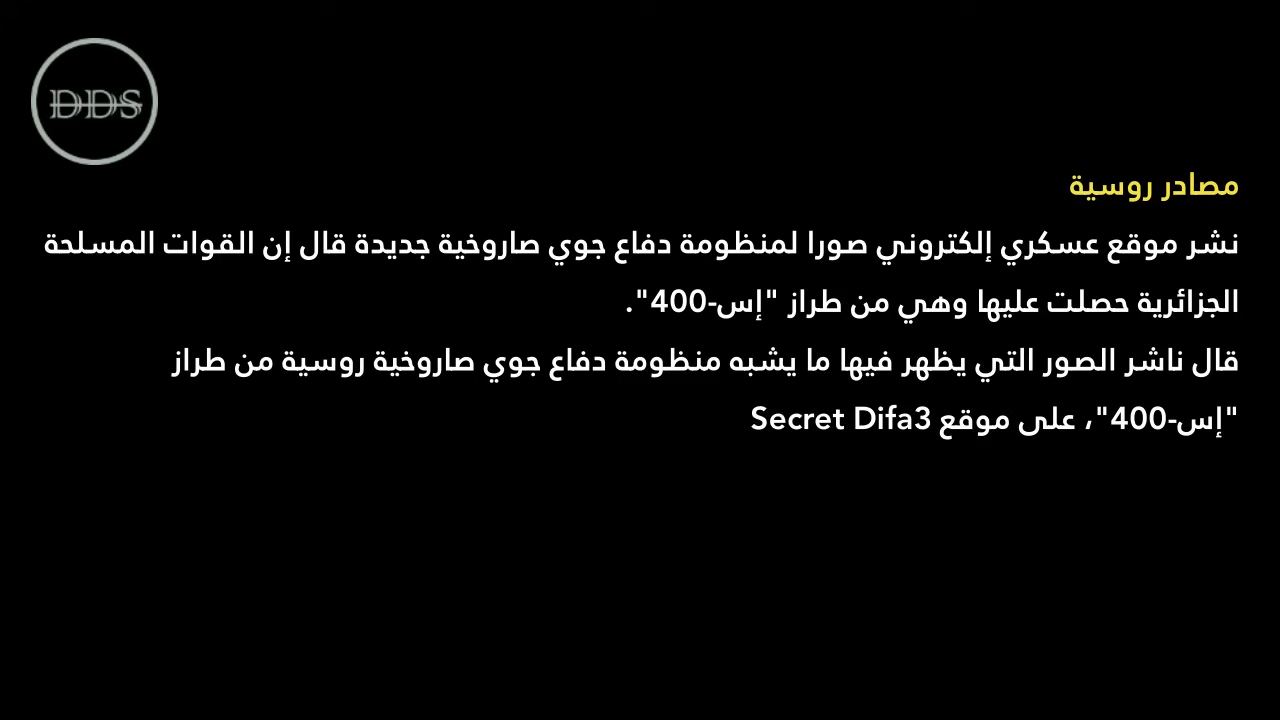 DDS
مصادر روسية
نشر موقع عسكري إلكتروني صورا لمنظومة دفاع جوي صاروخية جديدة قال إن القوات المسلحة
الجزائرية حصلت عليها وهي من طراز "إس-400".
قال ناشر الصور التي يظهر فيها ما يشبه منظومة دفاع جوي صاروخية روسية من طراز
"إس-400"، على موقع Secret Difa3